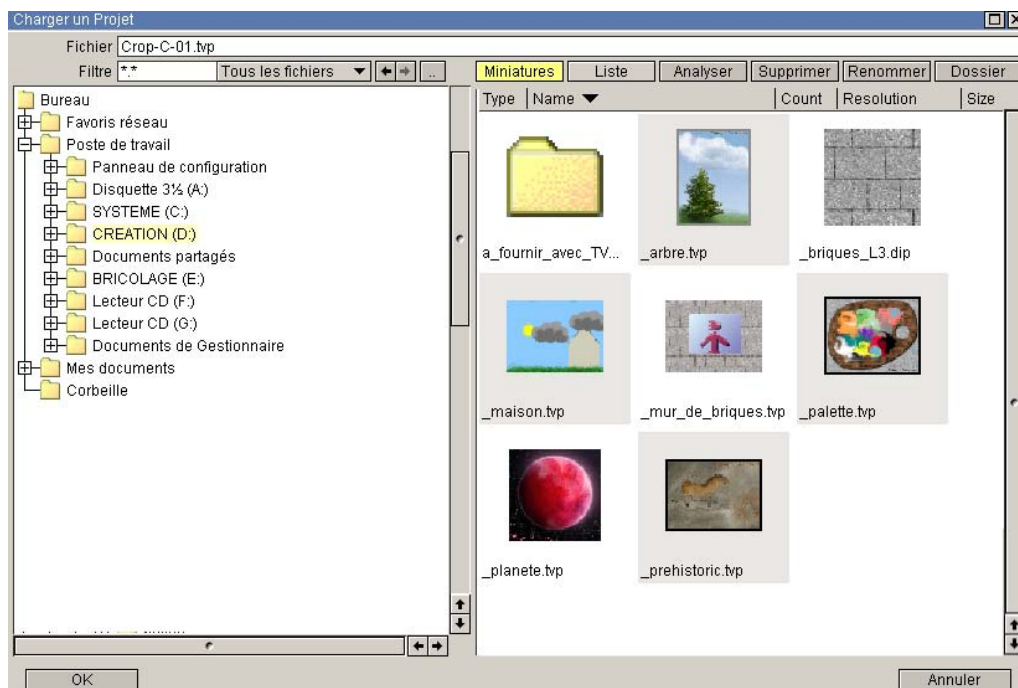 Charger un Projet
Fichier Crop-C-01.tvp
Filtre *.* Tous les fichiers ..
Miniatures Liste Analyser Supprimer Renommer Dossier
Type Name Count Resolution Size
Bureau
Favoris réseau
Poste de travail
Panneau de configuration
Disquette 3½ (A:)
SYSTEME (C:)
CREATION (D:)
Documents partagés
BRICOLAGE (E:)
Lecteur CD (F:)
Lecteur CD (G:)
Documents de Gestionnaire
Mes documents
Corbeille
a_fournir_avec_TV... _arbre.tvp _briques_L3.dip
_maison.tvp _mur_de_briques.tvp _palette.tvp
_planete.tvp _prehistoric.tvp
OK Annuler